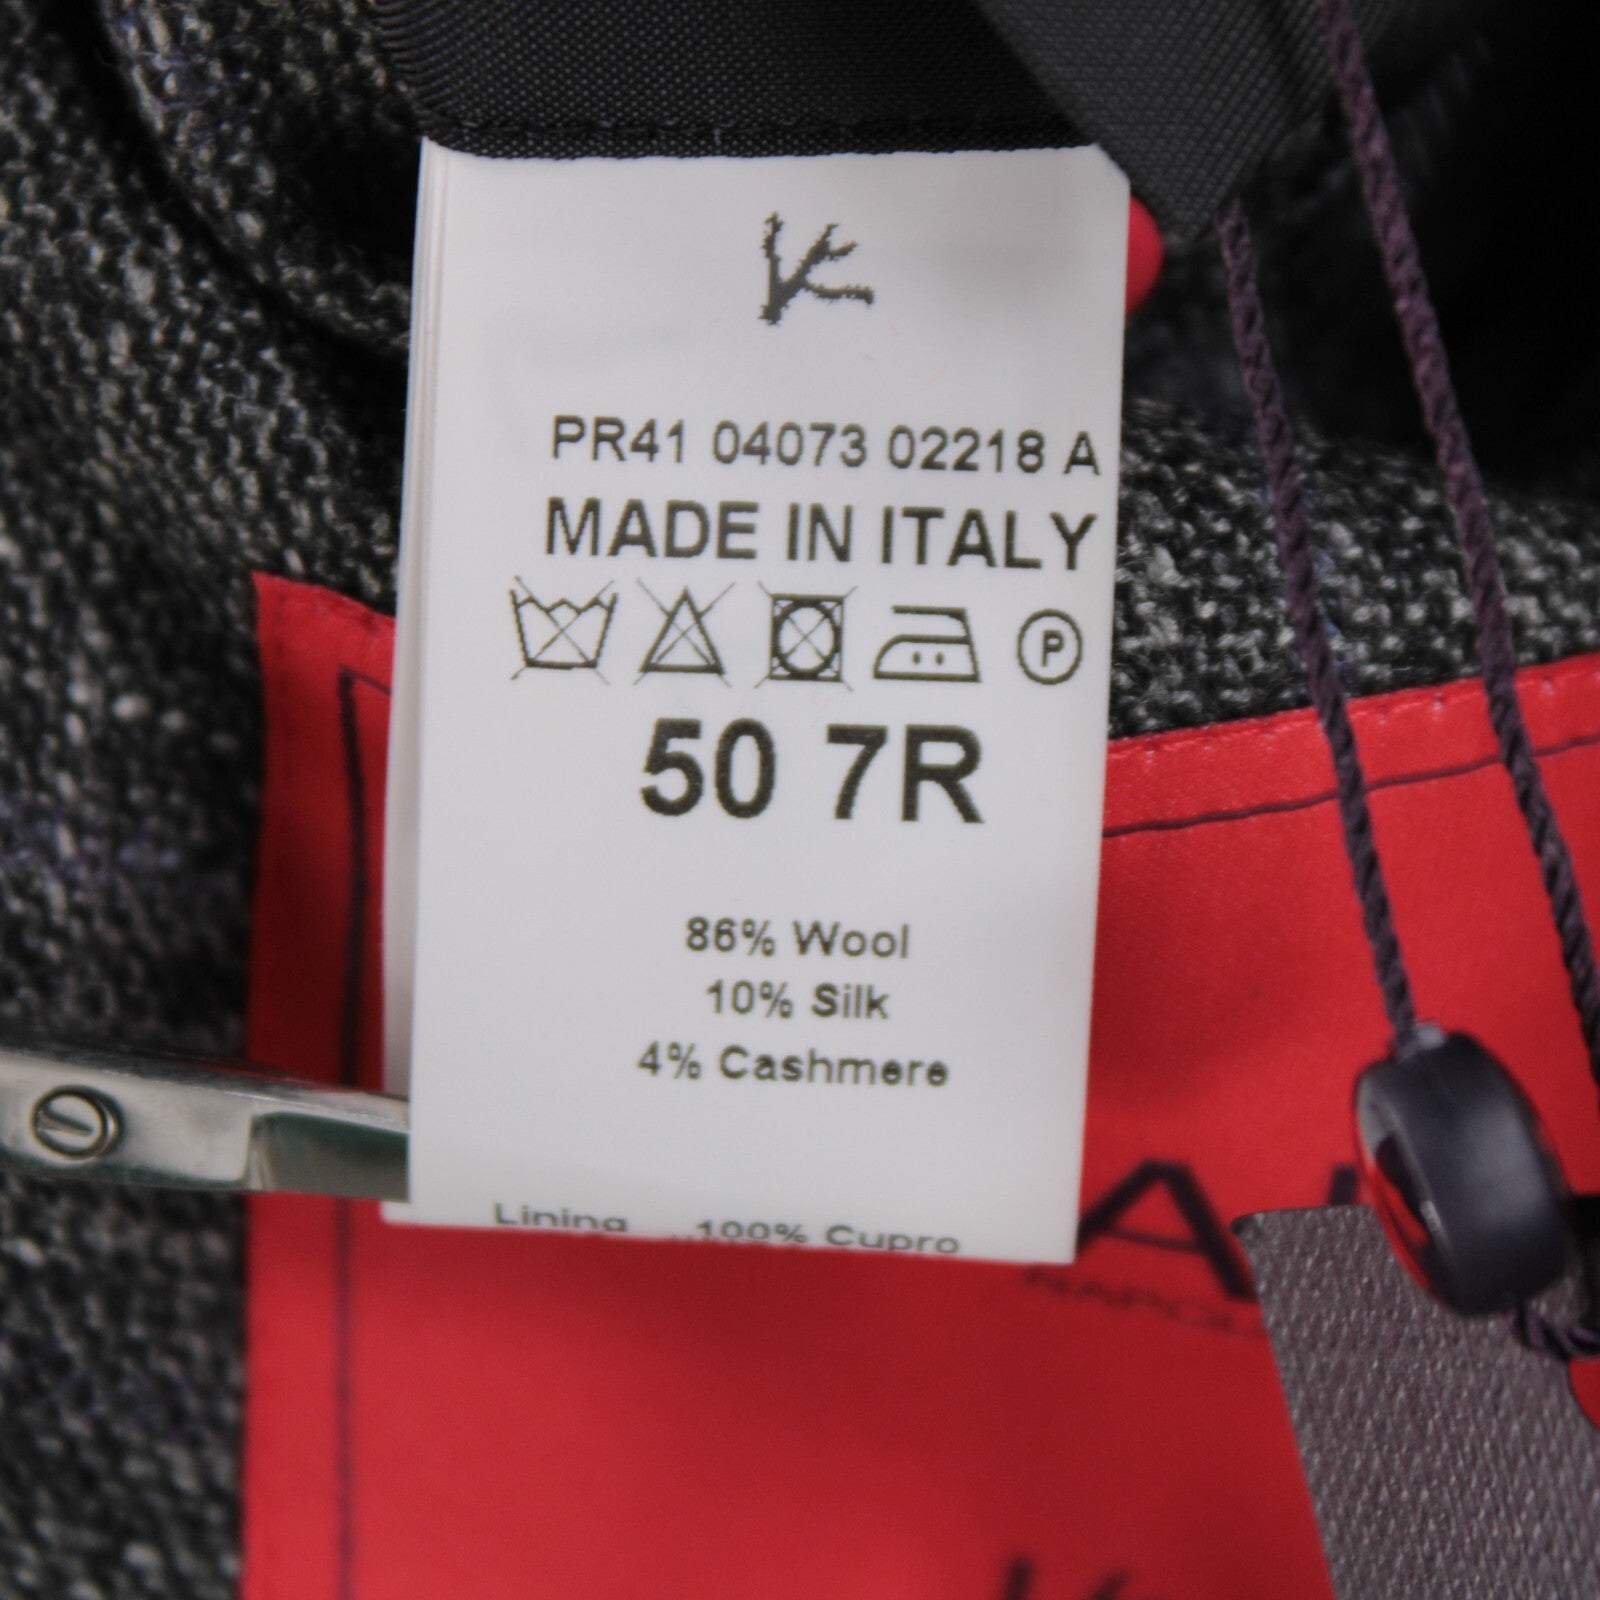 PR41 04073 02218 A
MADE IN ITALY
P
50 7R
86% Wool
10% Silk
4% Cashmere
Lining 100% Cupro